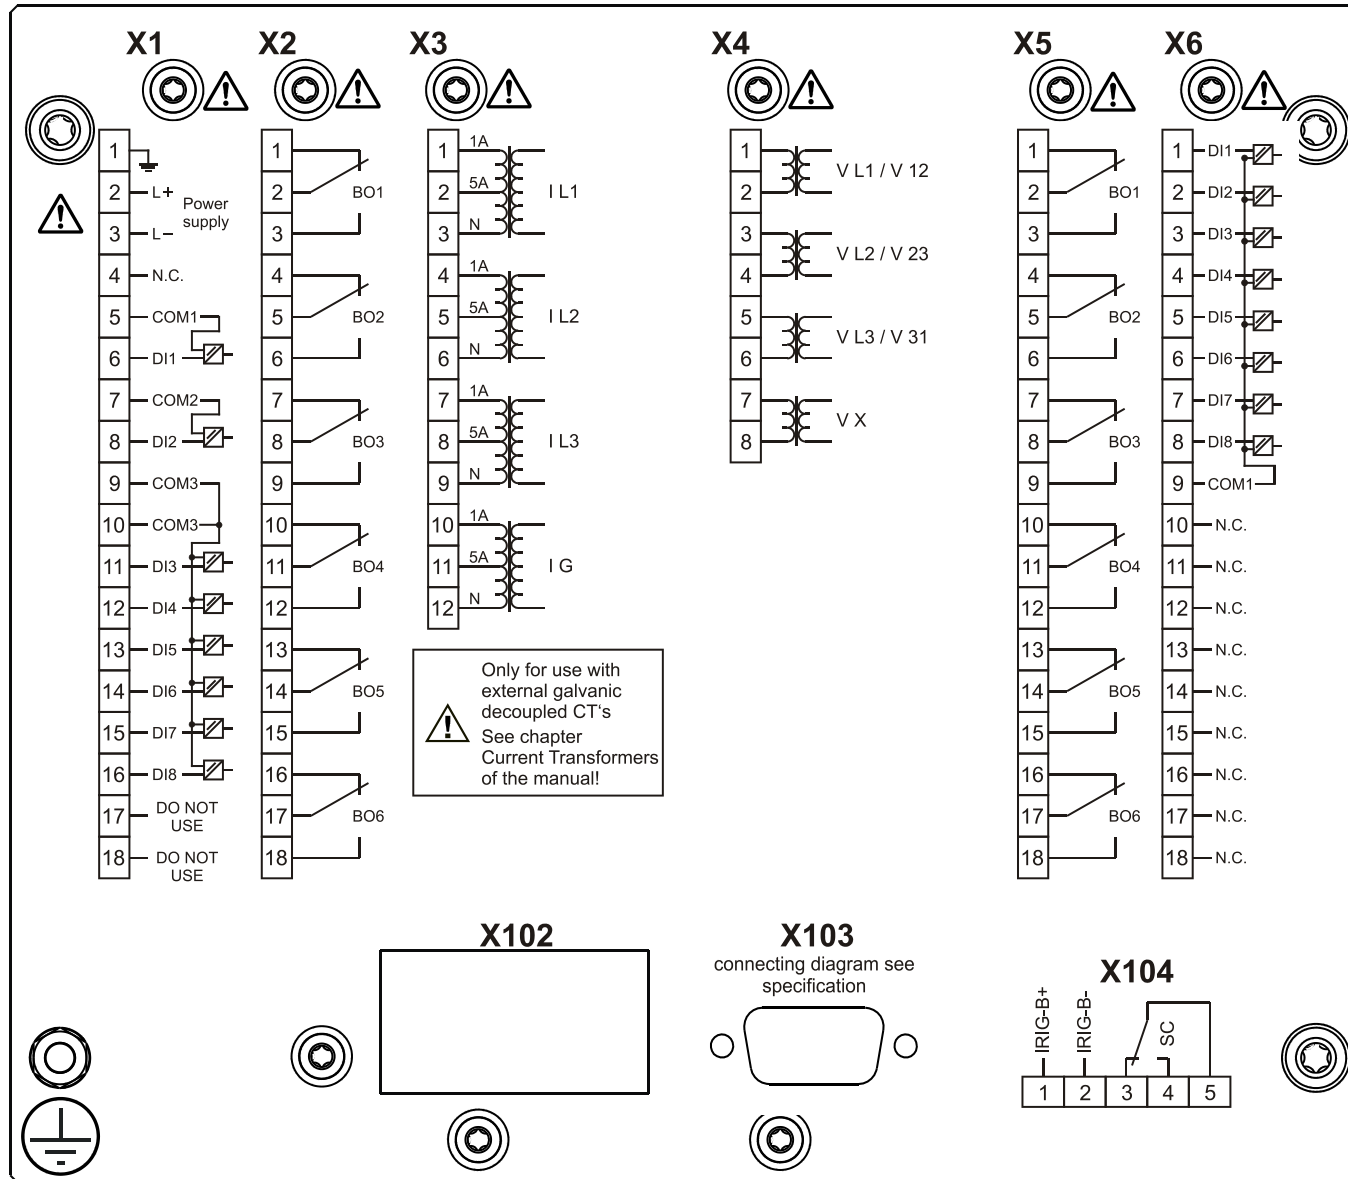 X1
X2
X3
X4
X5
X6
1
2 L+ Power supply
3 L–
4 N.C.
5 COM1
6 DI1
7 COM2
8 DI2
9 COM3
10 COM3
11 DI3
12 DI4
13 DI5
14 DI6
15 DI7
16 DI8
17 DO NOT
USE
18 DO NOT
USE
1
2 BO1
3
4
5 BO2
6
7
8 BO3
9
10
11 BO4
12
13
14 BO5
15
16
17 BO6
18
1 1A
2 5A I L1
3 N
4 1A
5 5A I L2
6 N
7 1A
8 5A I L3
9 N
10 1A
11 5A I G
12 N
Only for use with
external galvanic
decoupled CT‘s
See chapter
Current Transformers
of the manual!
1
V L1 / V 12
2
3
V L2 / V 23
4
5
V L3 / V 31
6
7
V X
8
1
2 BO1
3
4
5 BO2
6
7
8 BO3
9
10
11 BO4
12
13
14 BO5
15
16
17 BO6
18
1 DI1
2 DI2
3 DI3
4 DI4
5 DI5
6 DI6
7 DI7
8 DI8
9 COM1
10 N.C.
11 N.C.
12 N.C.
13 N.C.
14 N.C.
15 N.C.
16 N.C.
17 N.C.
18 N.C.
X102
X103
connecting diagram see
specification
X104
IRIG-B+
IRIG-B-
SC
1 2 3 4 5